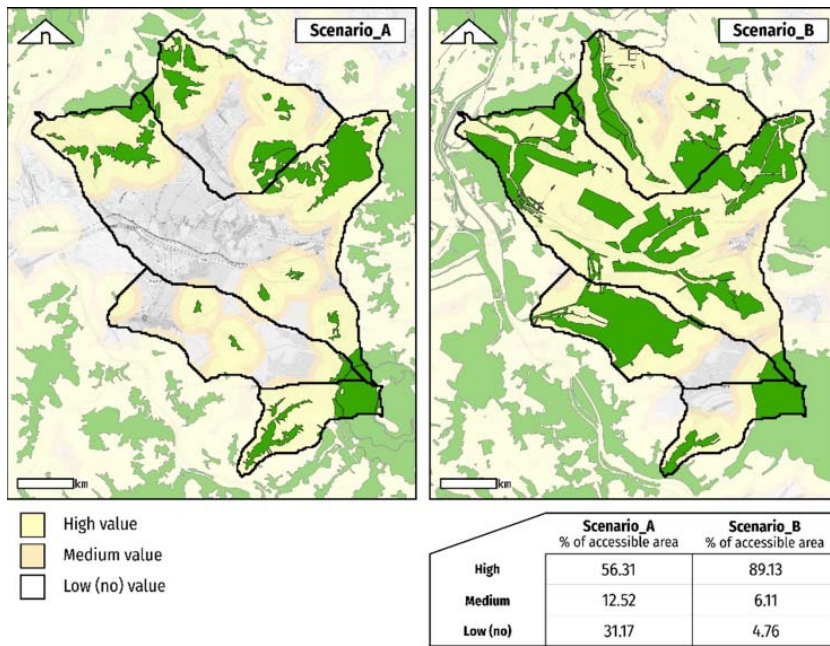 Scenario_A
Scenario_B
km
km
High value
Medium value
Low (no) value
Scenario_A Scenario_B
% of accessible area % of accessible area
High 56.31 89.13
Medium 12.52 6.11
Low (no) 31.17 4.76